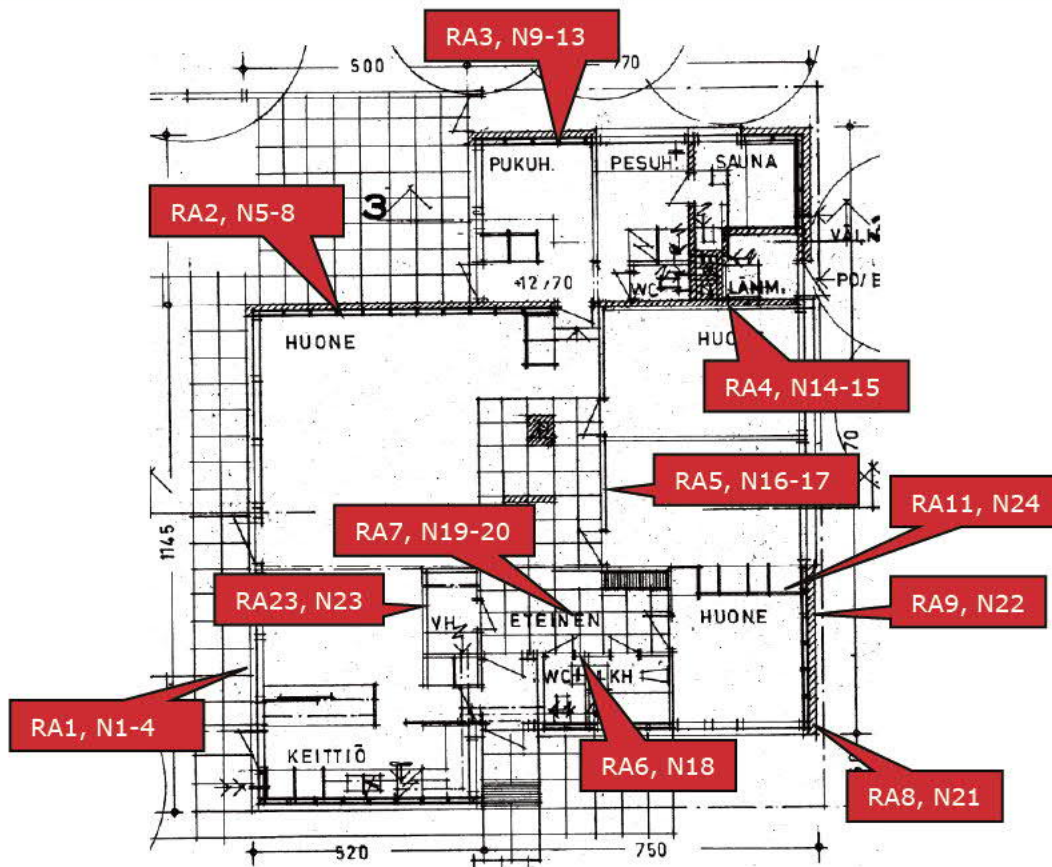 RA3, N9-13
500
770
PUKUH.
PESUH.
SAUNA
RA2, N5-8
3
+12,70
WC
LÄMM.
HUONE
RA4, N14-15
70
RA5, N16-17
RA11, N24
1145
RA7, N19-20
RA23, N23
VH
ETEINEN
HUONE
RA9, N22
WC
KH
RA1, N1-4
KEITTIÖ
RA6, N18
RA8, N21
520
750